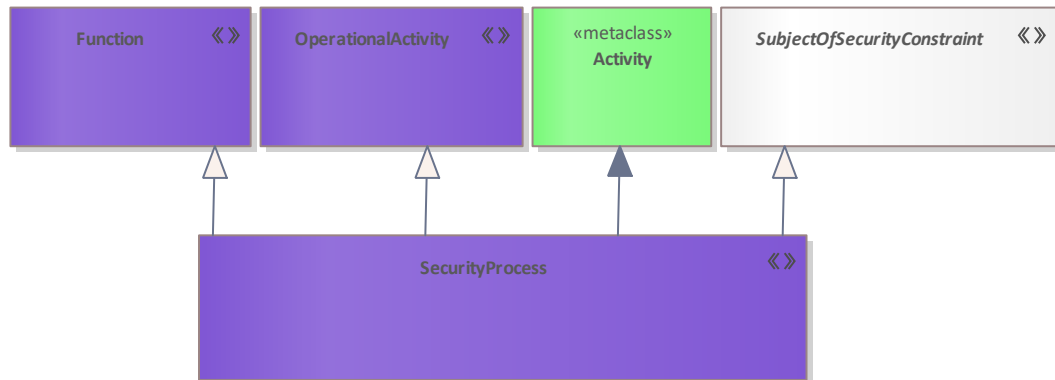 Function «»
OperationalActivity «»
«metaclass»
Activity
SubjectOfSecurityConstraint «»
SecurityProcess «»